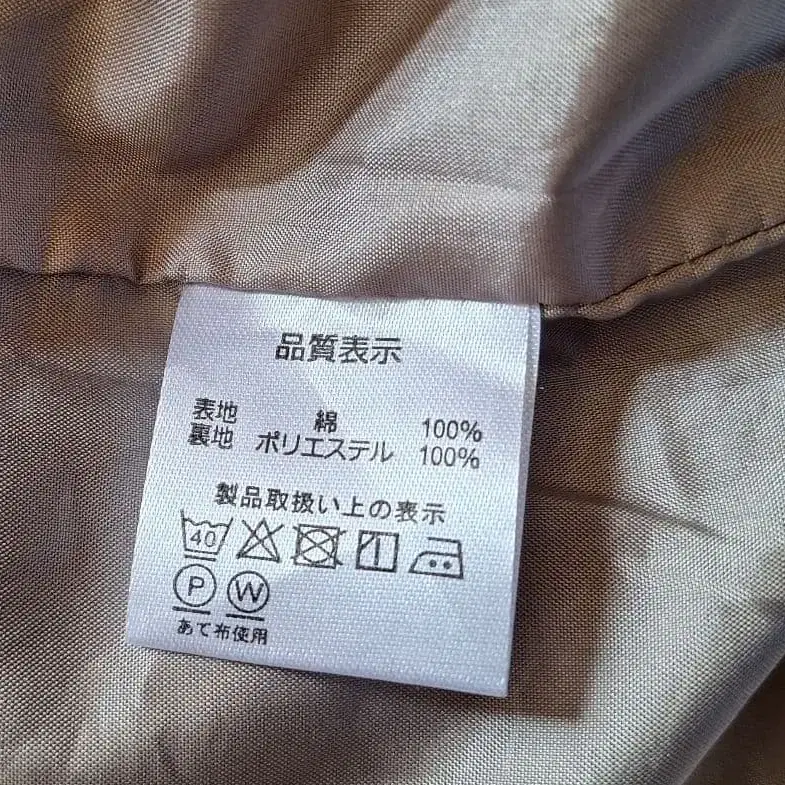 品質表示
表地 綿 100%
裏地 ポリエステル 100%
製品取扱い上の表示
40
P W
あて布使用